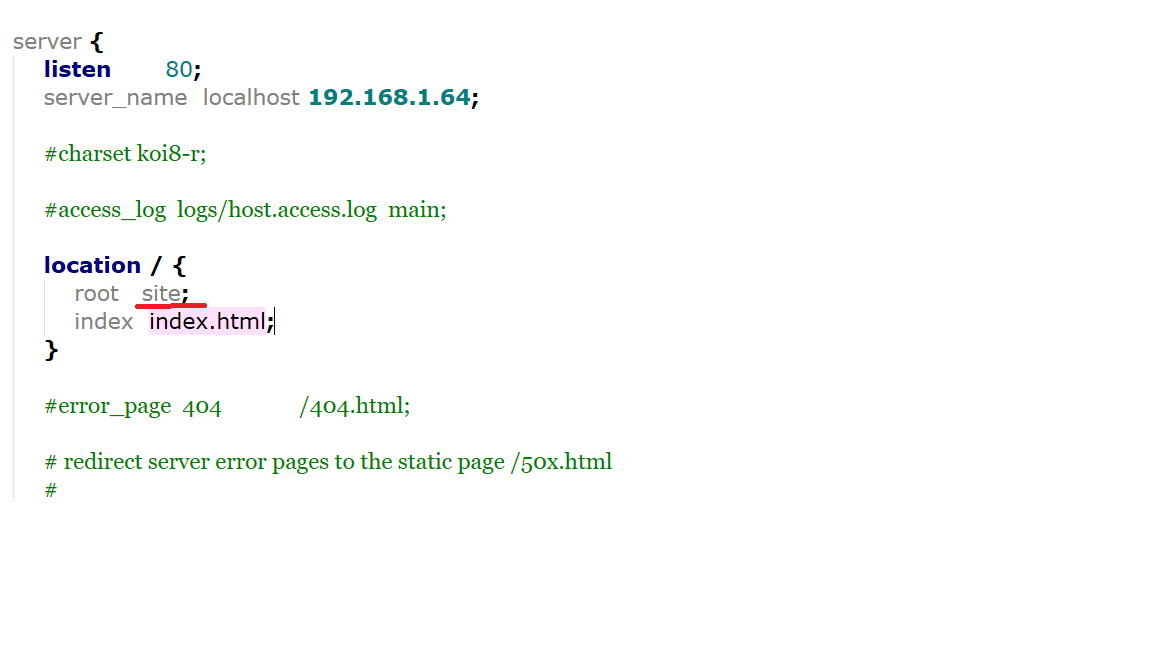 server {
listen 80;
server_name localhost 192.168.1.64;
#charset koi8-r;
#access_log logs/host.access.log main;
location / {
root site;
index index.html;
}
#error_page 404 /404.html;
# redirect server error pages to the static page /50x.html
#